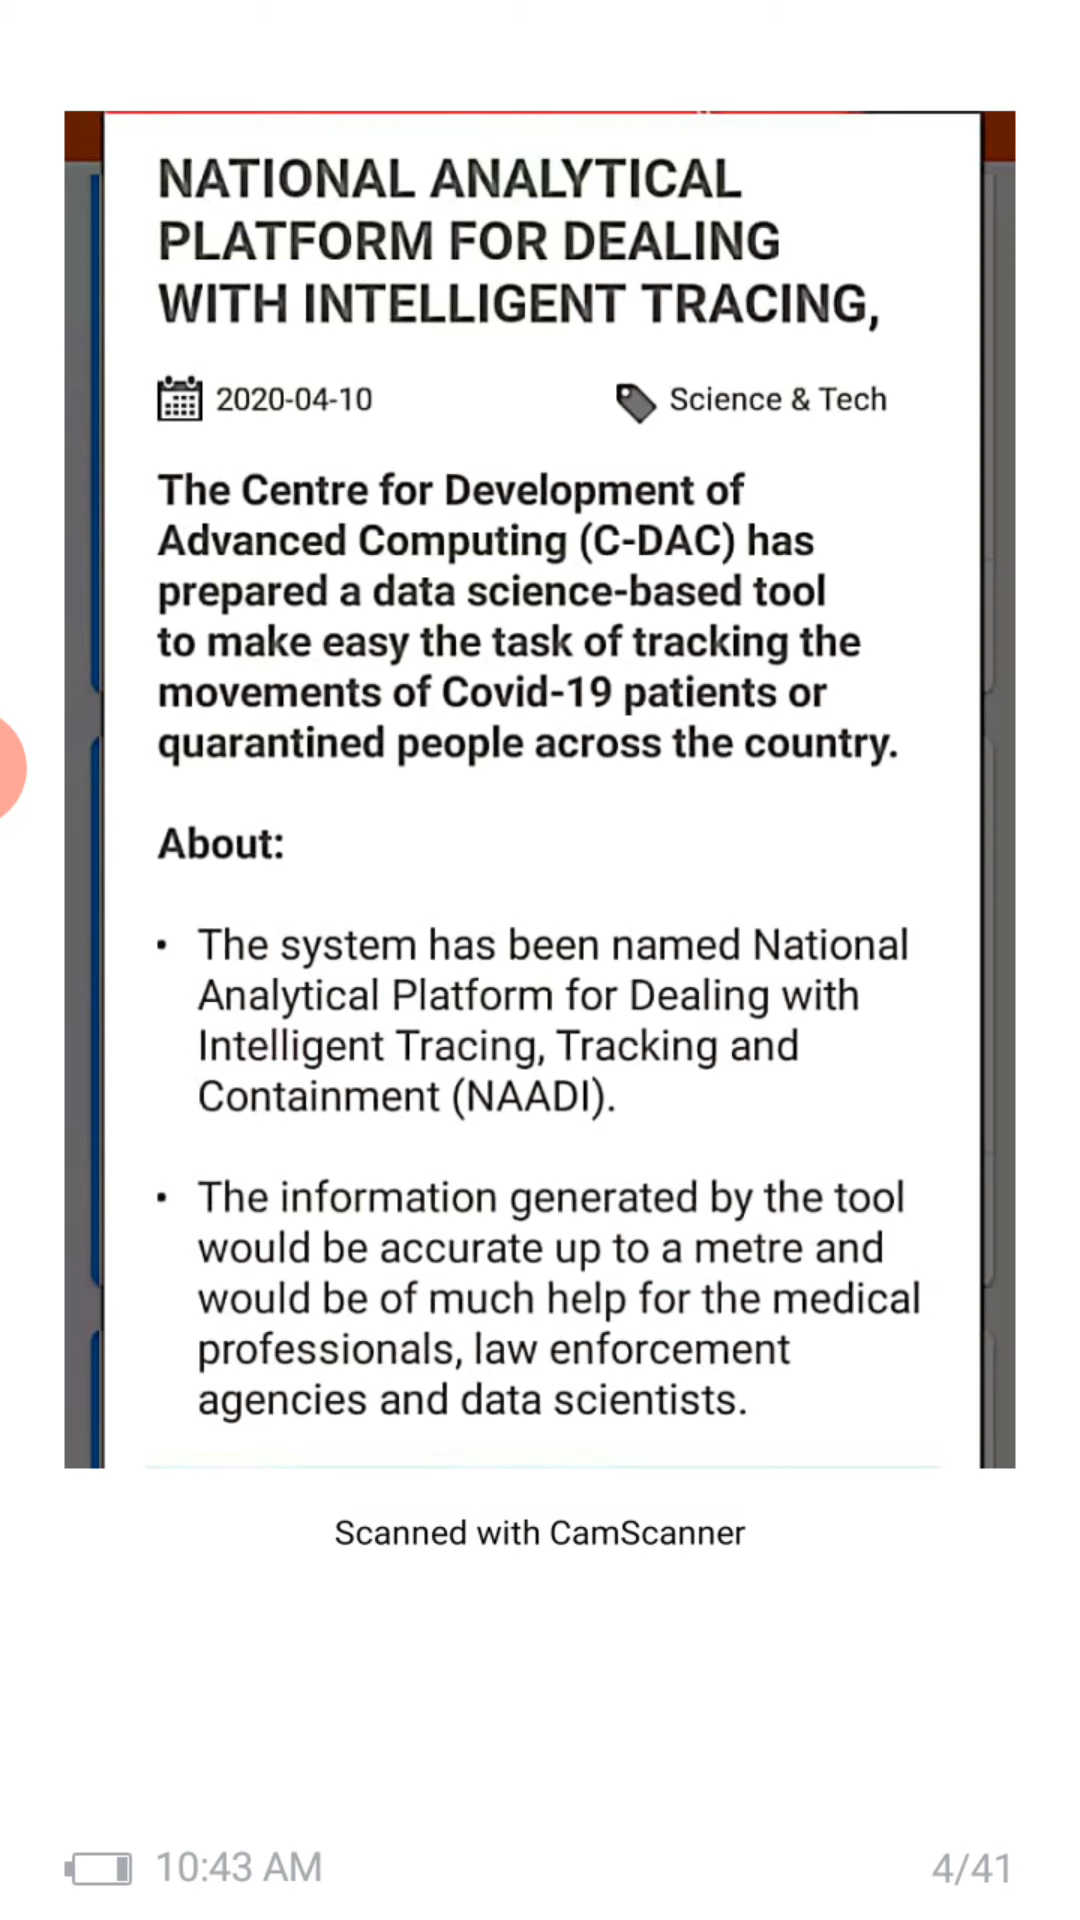 NATIONAL ANALYTICAL
PLATFORM FOR DEALING
WITH INTELLIGENT TRACING,
2020-04-10 Science & Tech
The Centre for Development of
Advanced Computing (C-DAC) has
prepared a data science-based tool
to make easy the task of tracking the
movements of Covid-19 patients or
quarantined people across the country.
About:
• The system has been named National
Analytical Platform for Dealing with
Intelligent Tracing, Tracking and
Containment (NAADI).
• The information generated by the tool
would be accurate up to a metre and
would be of much help for the medical
professionals, law enforcement
agencies and data scientists.
Scanned with CamScanner
10:43 AM 4/41